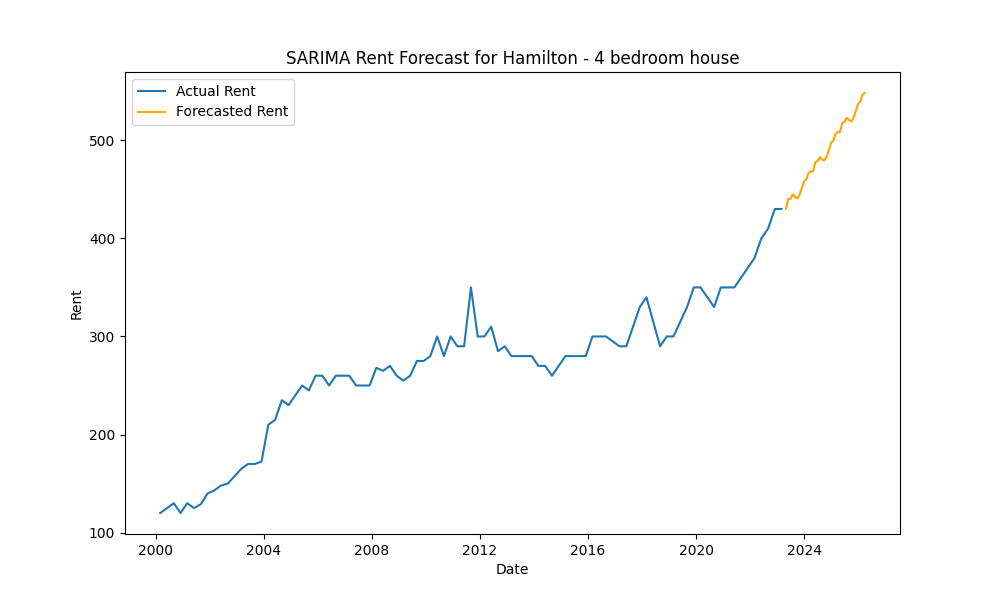 SARIMA Rent Forecast for Hamilton - 4 bedroom house
Actual Rent
Forecasted Rent
500
400
300
200
100
Rent
2000 2004 2008 2012 2016 2020 2024
Date